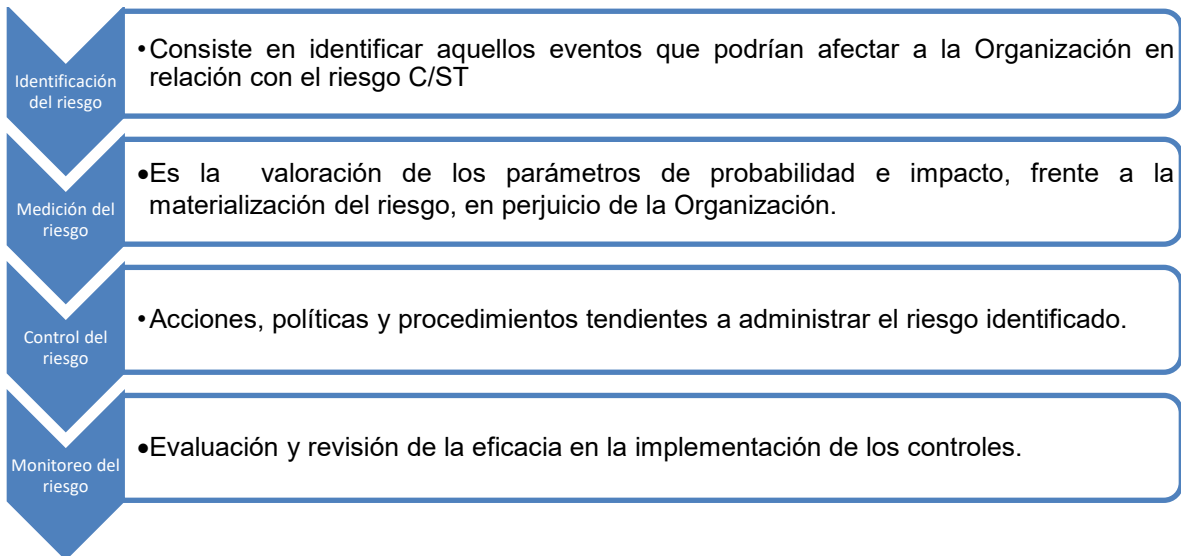 Identificación
del riesgo
•Consiste en identificar aquellos eventos que podrían afectar a la Organización en
relación con el riesgo C/ST
Medición del
riesgo
•Es la valoración de los parámetros de probabilidad e impacto, frente a la
materialización del riesgo, en perjuicio de la Organización.
Control del
riesgo
•Acciones, políticas y procedimientos tendientes a administrar el riesgo identificado.
Monitoreo del
riesgo
•Evaluación y revisión de la eficacia en la implementación de los controles.